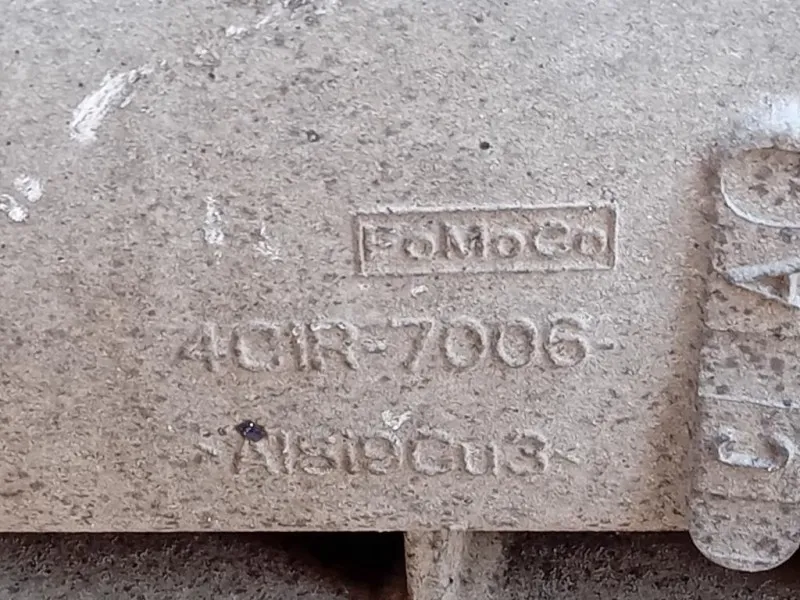 FoMoCo
4C1R-7006-
>AlSi9Cu3<